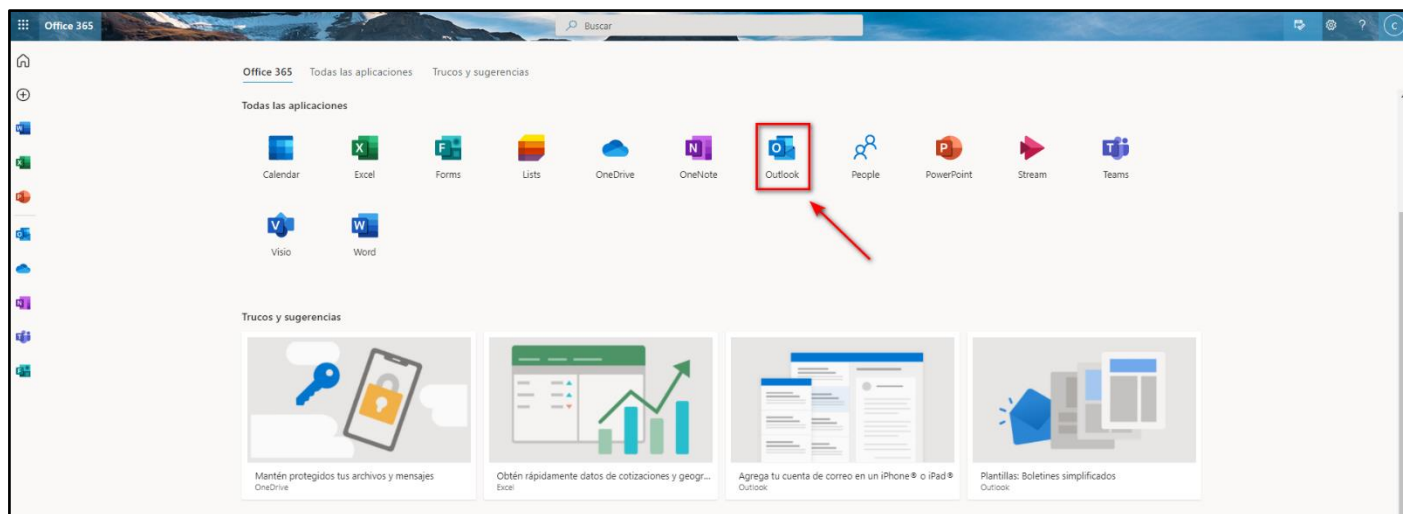 Office 365
Buscar
?
C
Office 365 Todas las aplicaciones Trucos y sugerencias
Todas las aplicaciones
Calendar Excel Forms Lists OneDrive OneNote Outlook People PowerPoint Stream Teams
Visio Word
Trucos y sugerencias
Mantén protegidos tus archivos y mensajes
OneDrive
Obtén rápidamente datos de cotizaciones y geogr...
Excel
Agrega tu cuenta de correo en un iPhone® o iPad®
Outlook
Plantillas: Boletines simplificados
Outlook